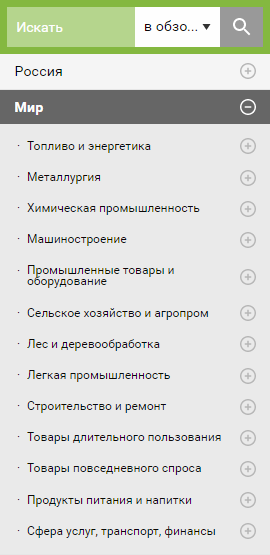 Искать
в обзо...
Россия
Мир
· Топливо и энергетика
· Металлургия
· Химическая промышленность
· Машиностроение
· Промышленные товары и
оборудование
· Сельское хозяйство и агропром
· Лес и деревообработка
· Легкая промышленность
· Строительство и ремонт
· Товары длительного пользования
· Товары повседневного спроса
· Продукты питания и напитки
· Сфера услуг, транспорт, финансы